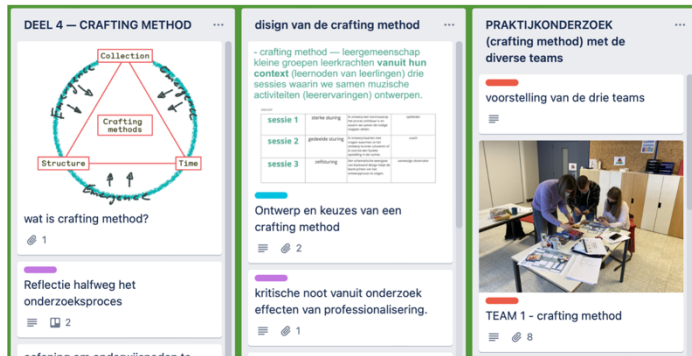 DEEL 4 — CRAFTING METHOD
Collection
Emergence
Emergence
Crafting
methods
Structure
Time
Emergence
wat is crafting method?
1
Reflectie halfweg het
onderzoeksproces
2
disign van de crafting method
- crafting method — leergemeenschap
kleine groepen leerkrachten vanuit hun
context (leernoden van leerlingen) drie
sessies waarin we samen muzische
activiteiten (leerervaringen) ontwerpen.
sessie 1 sterke sturing
sessie 2 gedeelde sturing
sessie 3 zelfsturing
Ontwerp en keuzes van een
crafting method
2
kritische noot vanuit onderzoek
effecten van professionalisering.
1
PRAKTIJKONDERZOEK
(crafting method) met de
diverse teams
voorstelling van de drie teams
TEAM 1 - crafting method
8